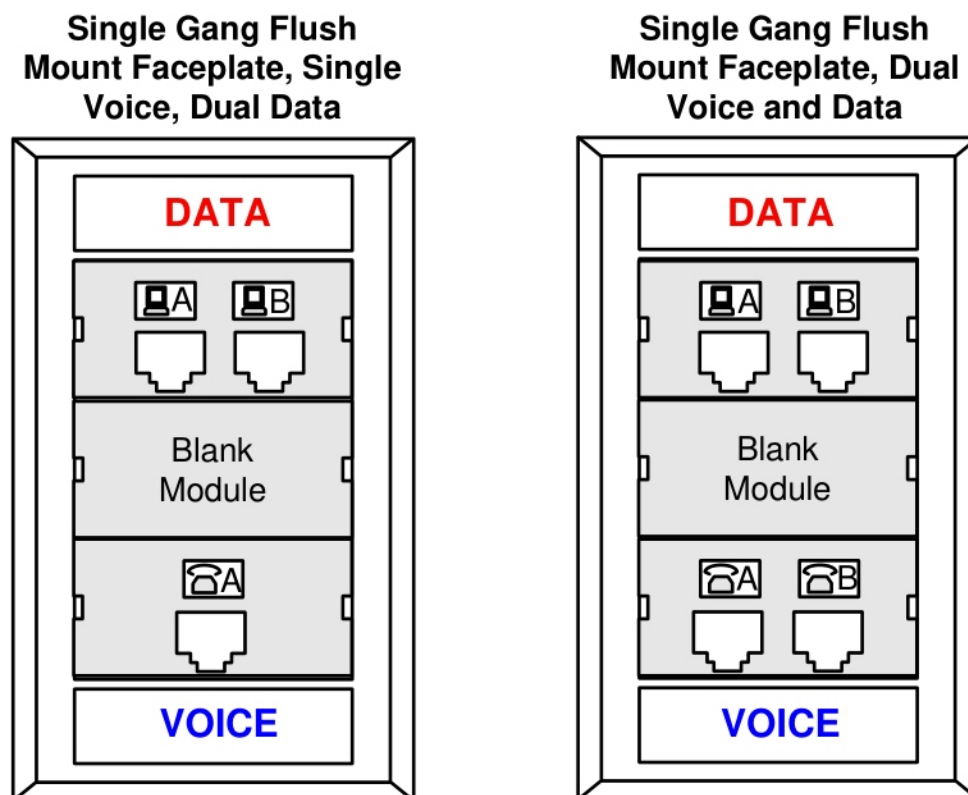 Single Gang Flush
Mount Faceplate, Single
Voice, Dual Data
DATA
A B
Blank
Module
A
VOICE
Single Gang Flush
Mount Faceplate, Dual
Voice and Data
DATA
A B
Blank
Module
A B
VOICE